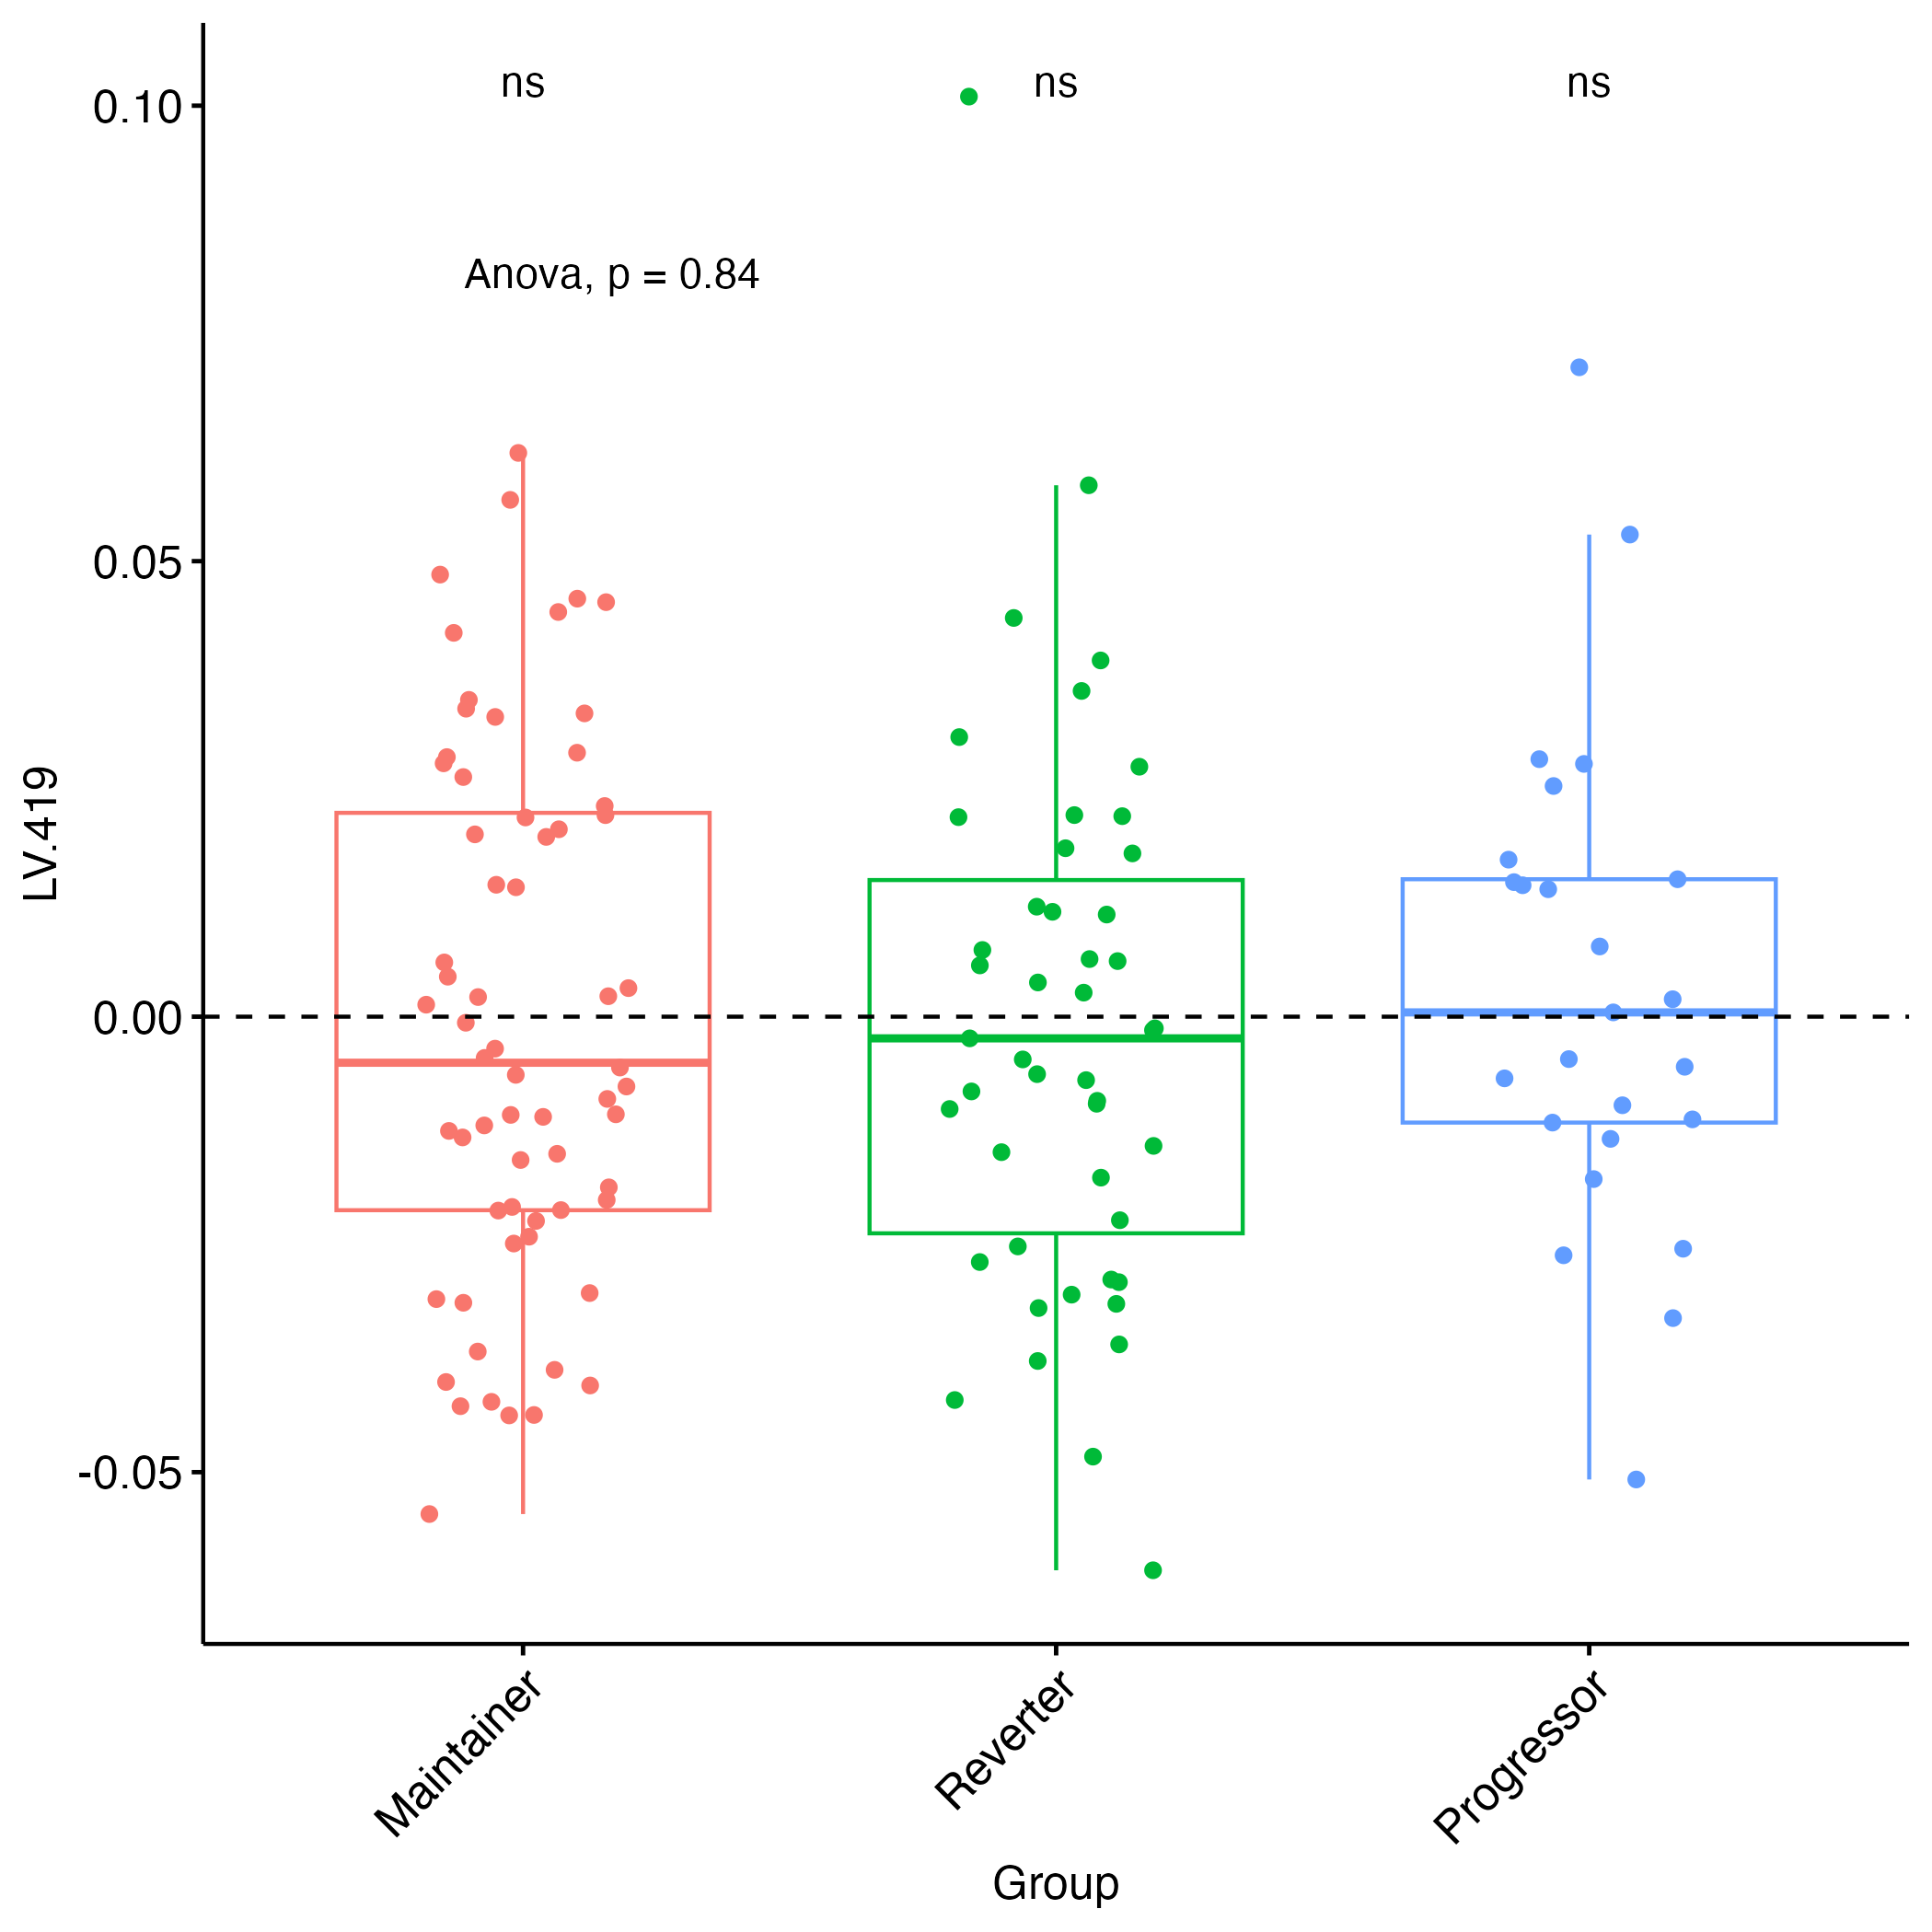 ns ns ns
Anova, p = 0.84
0.10
0.05
0.00
-0.05
LV.419
Maintainer
Reverter
Progressor
Group